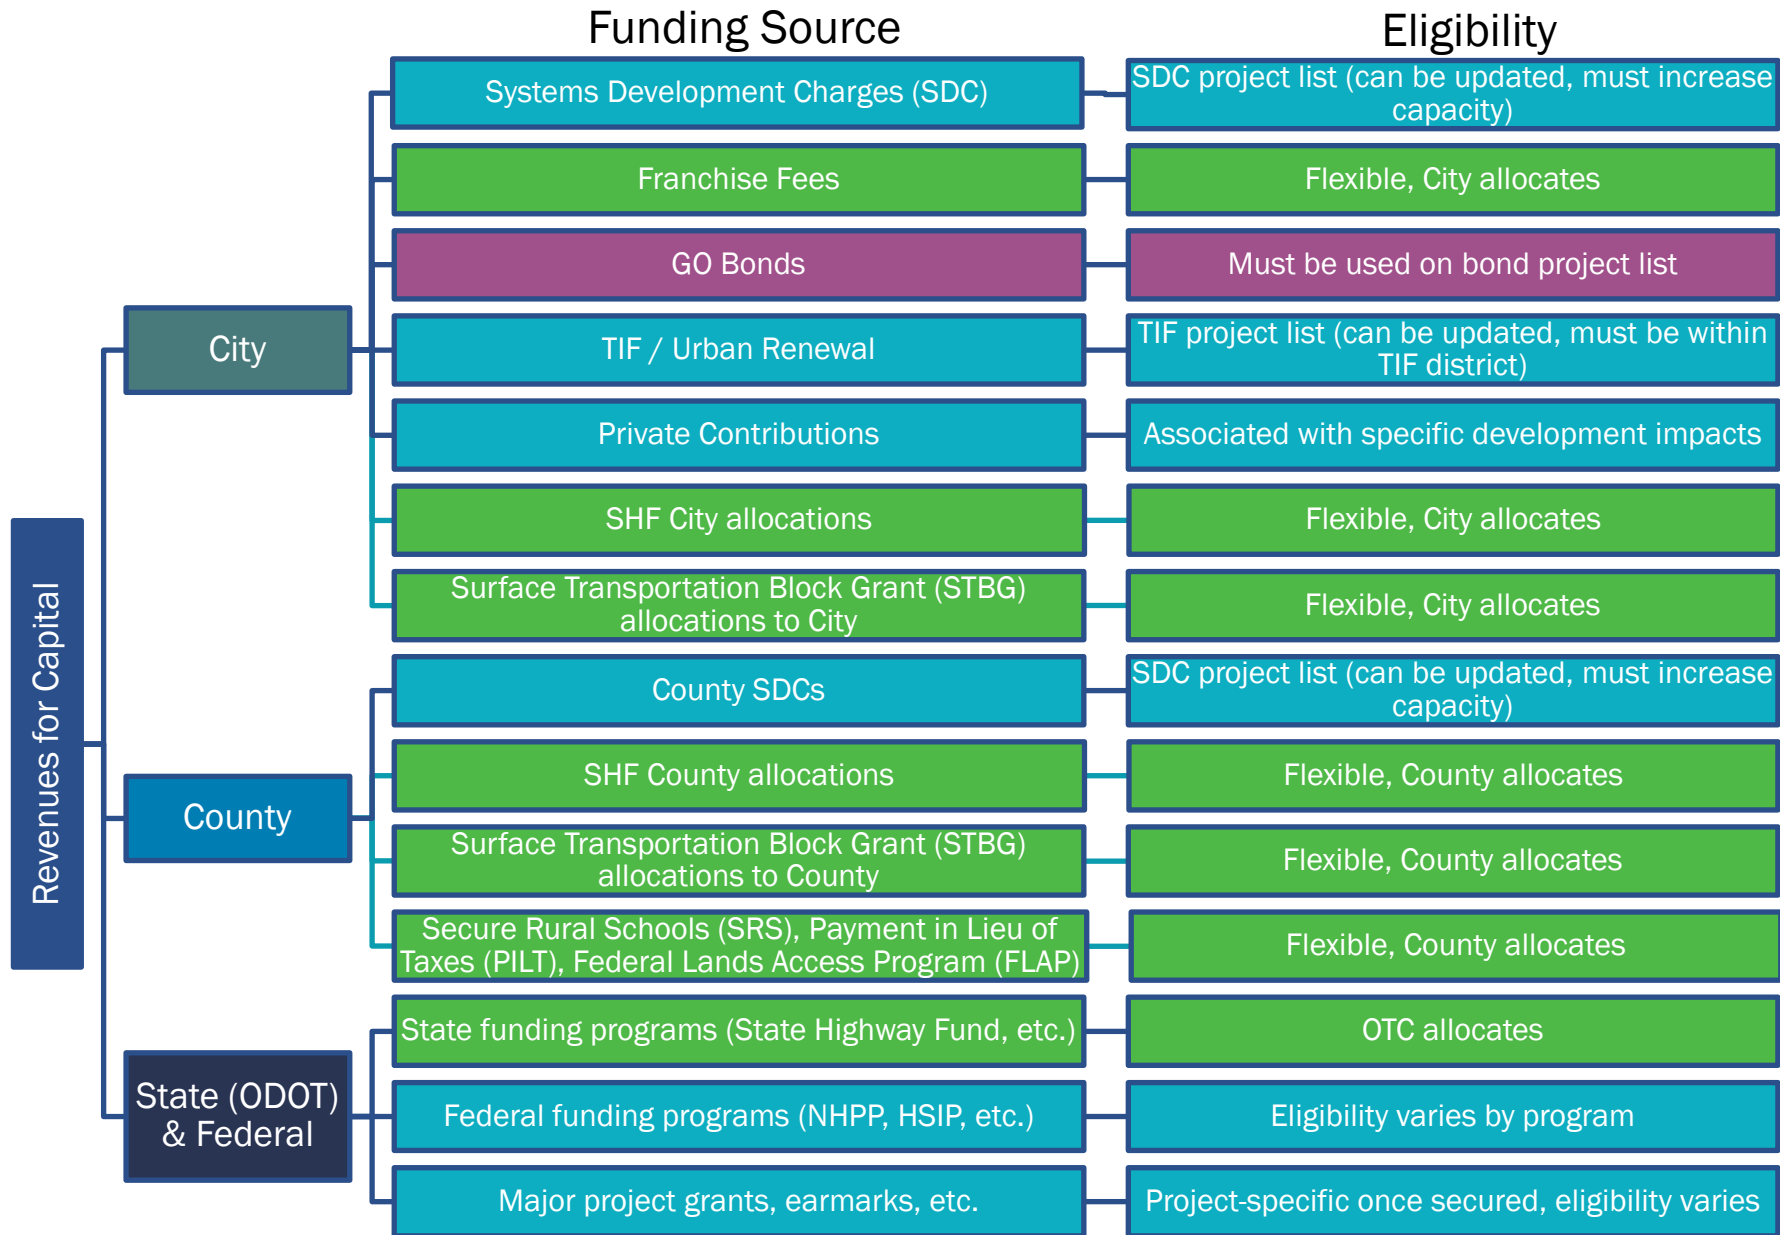 Funding Source
Eligibility
Revenues for Capital
City
Systems Development Charges (SDC)
SDC project list (can be updated, must increase
capacity)
Franchise Fees
Flexible, City allocates
GO Bonds
Must be used on bond project list
TIF / Urban Renewal
TIF project list (can be updated, must be within
TIF district)
Private Contributions
Associated with specific development impacts
SHF City allocations
Flexible, City allocates
Surface Transportation Block Grant (STBG)
allocations to City
Flexible, City allocates
County
County SDCs
SDC project list (can be updated, must increase
capacity)
SHF County allocations
Flexible, County allocates
Surface Transportation Block Grant (STBG)
allocations to County
Flexible, County allocates
Secure Rural Schools (SRS), Payment in Lieu of
Taxes (PILT), Federal Lands Access Program (FLAP)
Flexible, County allocates
State (ODOT)
& Federal
State funding programs (State Highway Fund, etc.)
OTC allocates
Federal funding programs (NHPP, HSIP, etc.)
Eligibility varies by program
Major project grants, earmarks, etc.
Project-specific once secured, eligibility varies